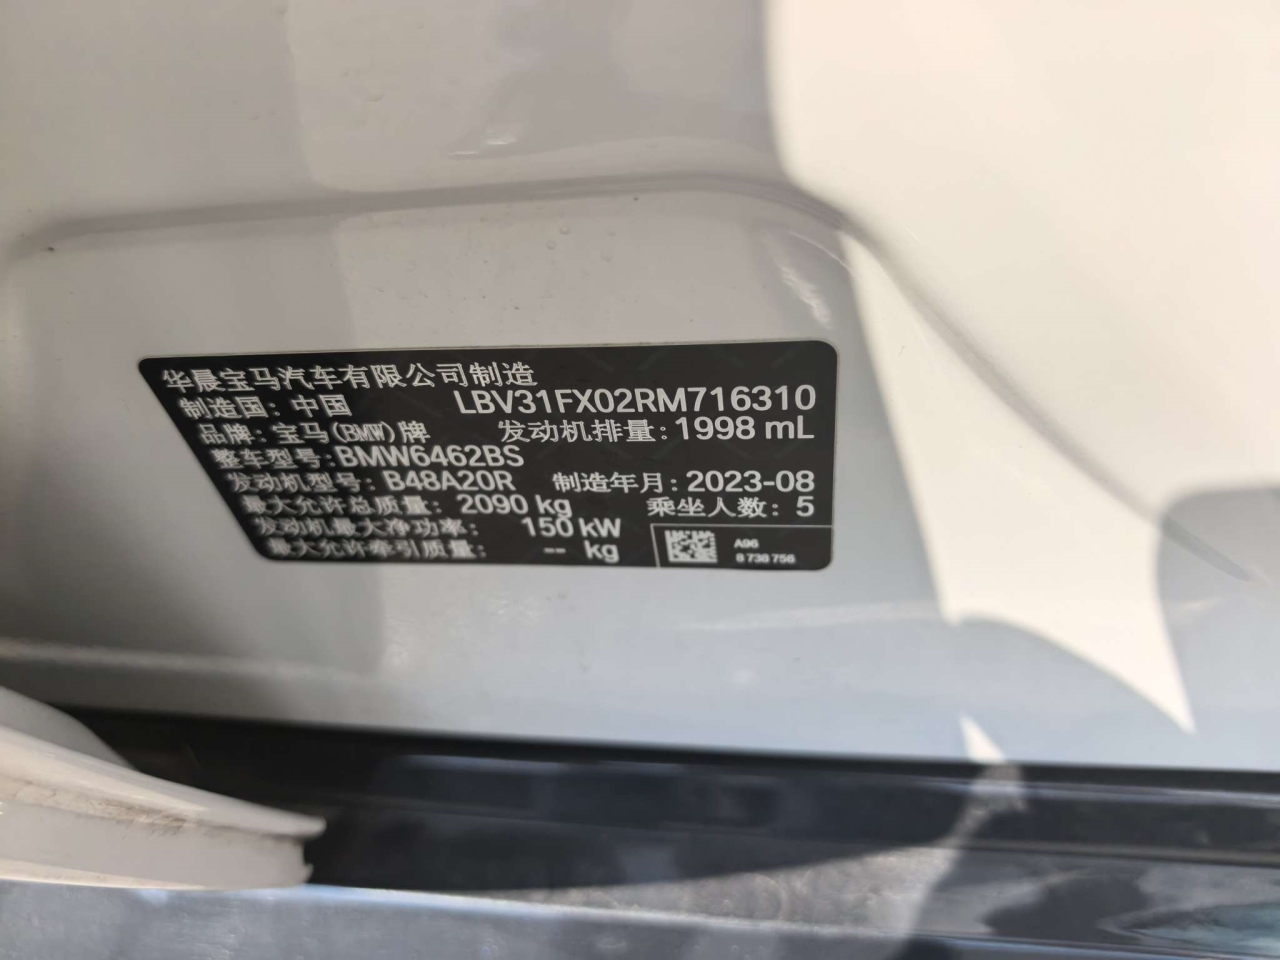 华晨宝马汽车有限公司制造
制造国: 中国 LBV31FX02RM716310
品牌: 宝马(BMW)牌 发动机排量: 1998 mL
整车型号: BMW6462BS
发动机型号: B48A20R 制造年月: 2023-08
最大允许总质量: 2090 kg 乘坐人数: 5
发动机最大净功率: 150 kW
最大允许牵引质量: -- kg
A96
8 738 756